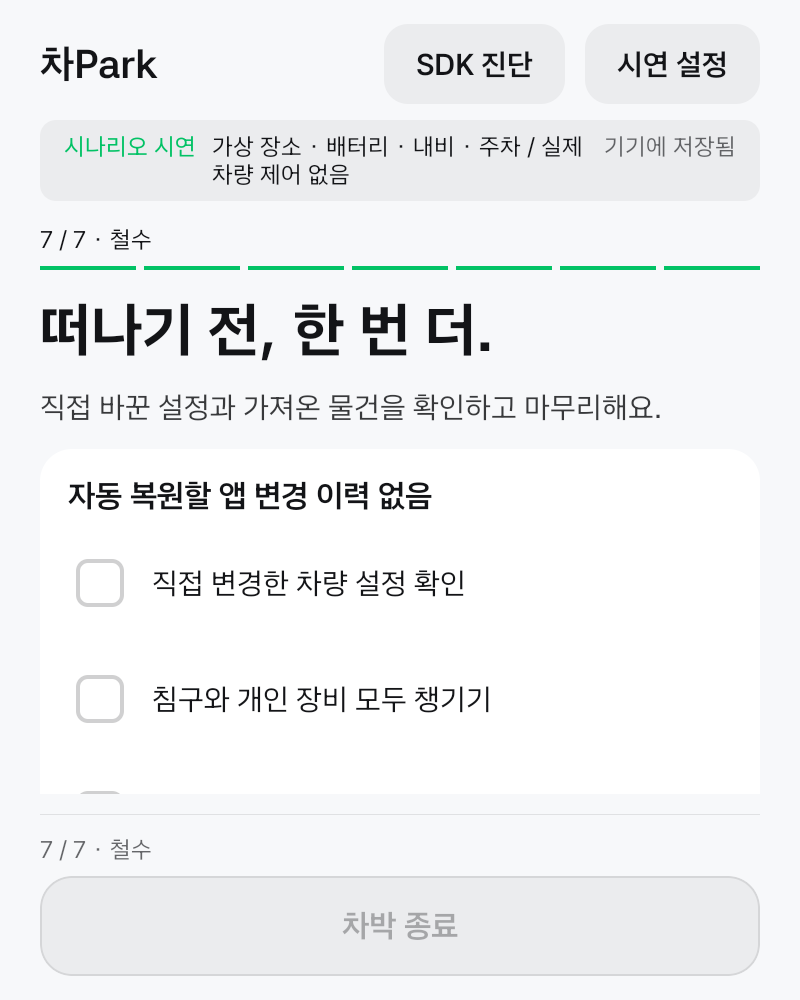 차Park
SDK 진단
시연 설정
시나리오 시연
가상 장소 · 배터리 · 내비 · 주차 / 실제
차량 제어 없음
기기에 저장됨
7 / 7 · 철수
떠나기 전, 한 번 더.
직접 바꾼 설정과 가져온 물건을 확인하고 마무리해요.
자동 복원할 앱 변경 이력 없음
직접 변경한 차량 설정 확인
침구와 개인 장비 모두 챙기기
7 / 7 · 철수
차박 종료